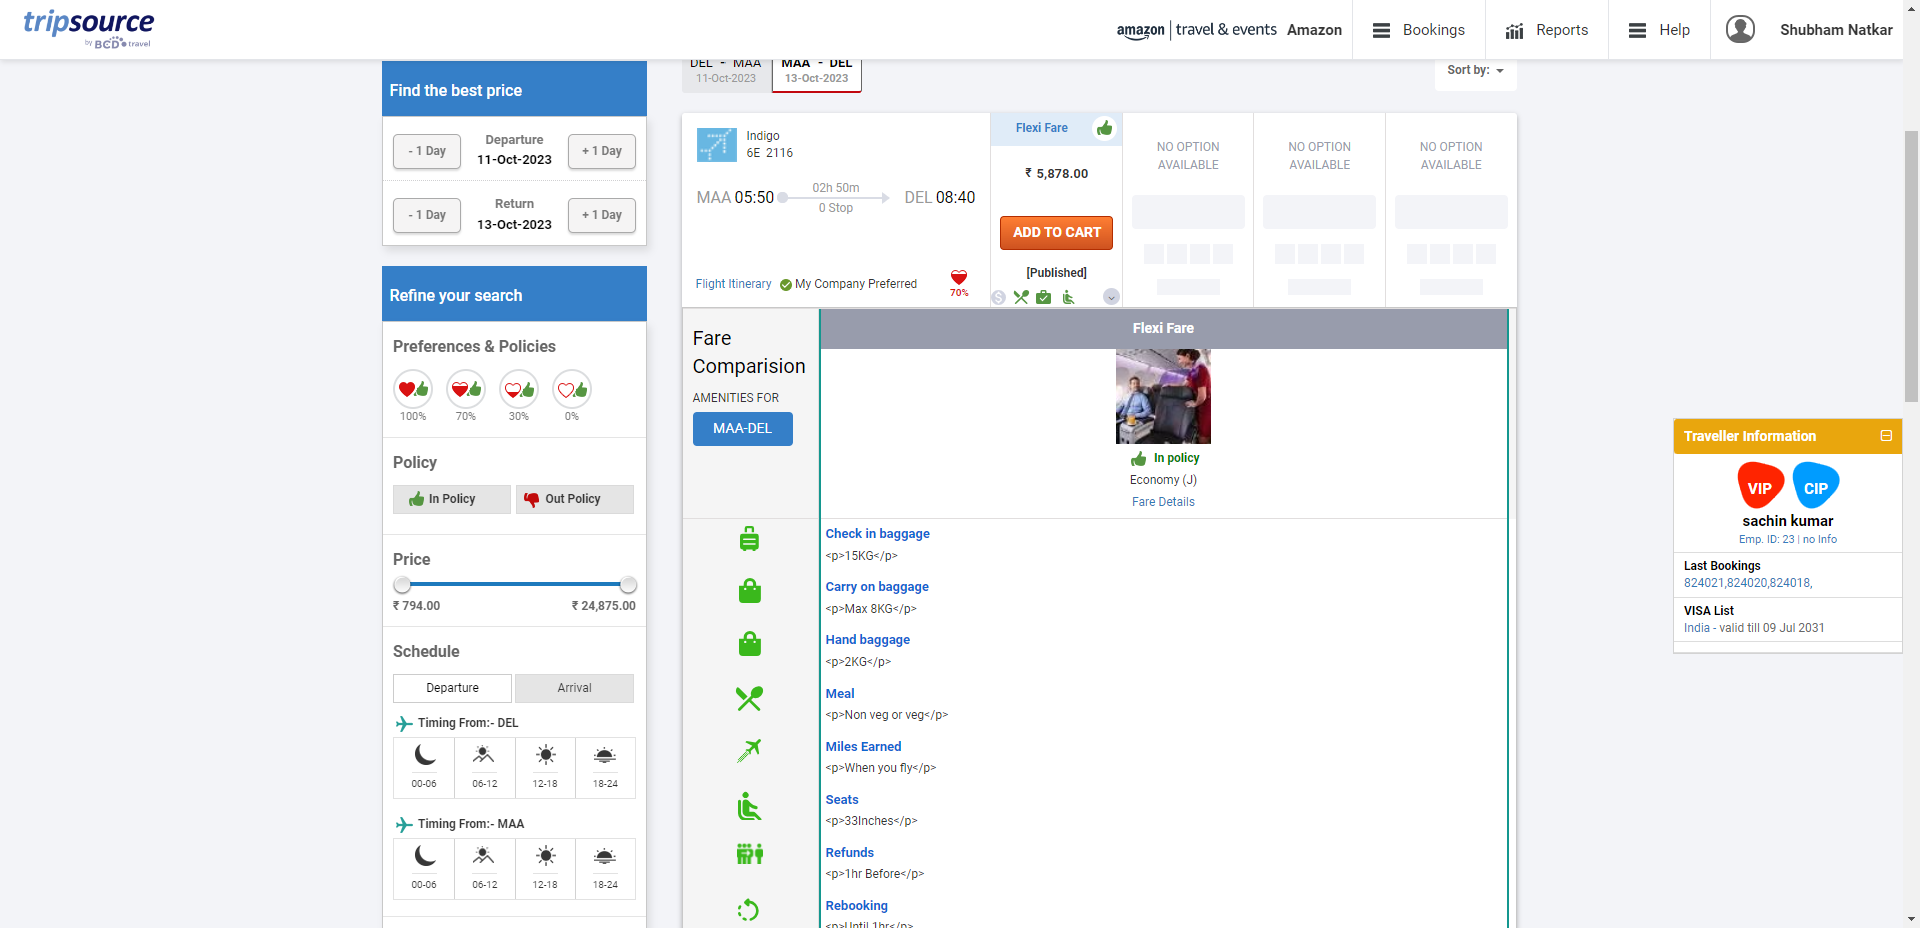 tripsource
by BCD travel
amazon | travel & events Amazon
Bookings
Reports
Help
Shubham Natkar
DEL - MAA
11-Oct-2023
MAA - DEL
13-Oct-2023
Sort by:
Find the best price
- 1 Day
Departure
11-Oct-2023
+ 1 Day
- 1 Day
Return
13-Oct-2023
+ 1 Day
Refine your search
Preferences & Policies
100%
70%
30%
0%
Policy
In Policy
Out Policy
Price
₹ 794.00
₹ 24,875.00
Schedule
Departure
Arrival
Timing From:- DEL
00-06
06-12
12-18
18-24
Timing From:- MAA
00-06
06-12
12-18
18-24
Indigo
6E 2116
MAA 05:50
02h 50m
0 Stop
DEL 08:40
Flight Itinerary
My Company Preferred
70%
Flexi Fare
₹ 5,878.00
ADD TO CART
[Published]
NO OPTION
AVAILABLE
NO OPTION
AVAILABLE
NO OPTION
AVAILABLE
Fare
Comparision
AMENITIES FOR
MAA-DEL
Flexi Fare
In policy
Economy (J)
Fare Details
Check in baggage
<p>15KG</p>
Carry on baggage
<p>Max 8KG</p>
Hand baggage
<p>2KG</p>
Meal
<p>Non veg or veg</p>
Miles Earned
<p>When you fly</p>
Seats
<p>33Inches</p>
Refunds
<p>1hr Before</p>
Rebooking
<p>Until 1hr</p>
Traveller Information
VIP
CIP
sachin kumar
Emp. ID: 23 | no Info
Last Bookings
824021,824020,824018,
VISA List
India - valid till 09 Jul 2031